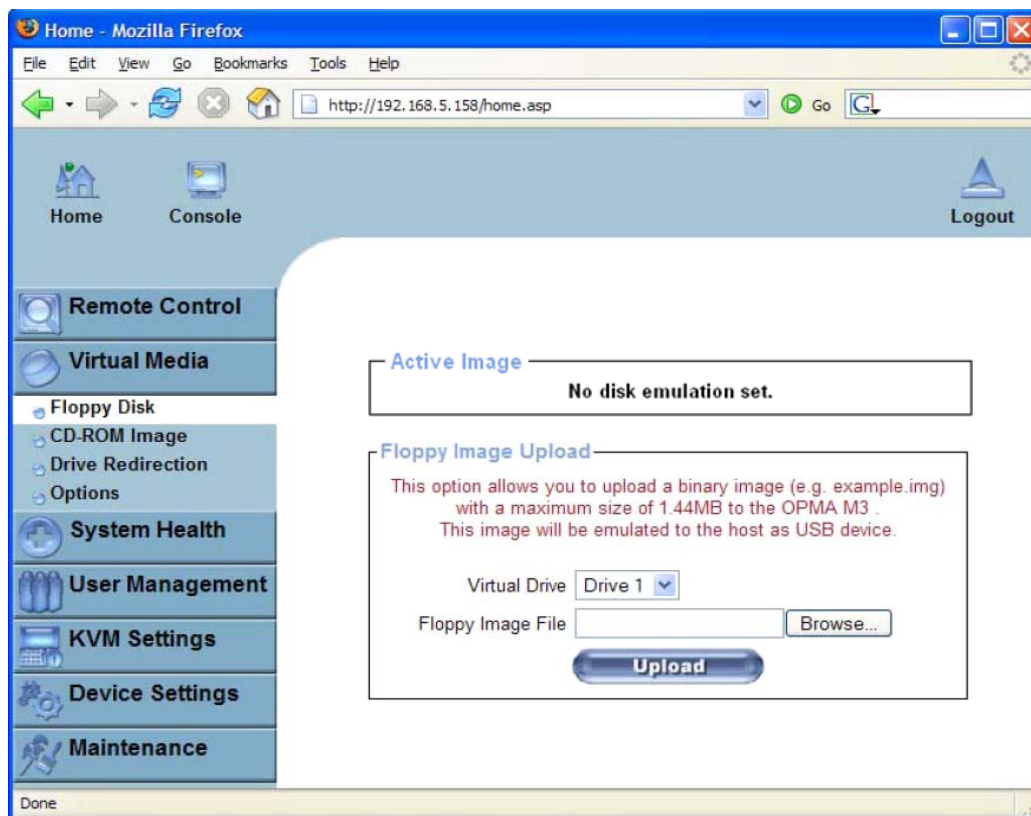 Home - Mozilla Firefox
File Edit View Go Bookmarks Tools Help
http://192.168.5.158/home.asp
Go
G
Home
Console
Logout
Remote Control
Virtual Media
Floppy Disk
CD-ROM Image
Drive Redirection
Options
System Health
User Management
KVM Settings
Device Settings
Maintenance
Active Image
No disk emulation set.
Floppy Image Upload
This option allows you to upload a binary image (e.g. example.img)
with a maximum size of 1.44MB to the OPMA M3 .
This image will be emulated to the host as USB device.
Virtual Drive Drive 1
Floppy Image File Browse...
Upload
Done